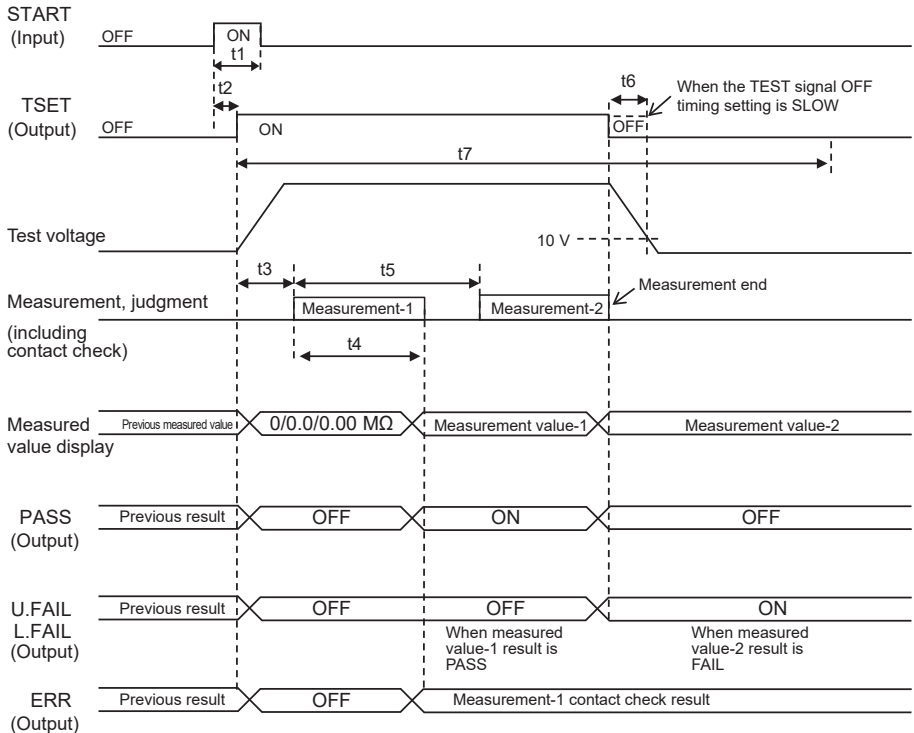 START
(Input)
OFF
ON
t1
t2
t6
When the TEST signal OFF
timing setting is SLOW
TSET
(Output)
OFF
ON
OFF
t7
Test voltage
10 V
t3
t5
Measurement end
Measurement, judgment
(including
contact check)
Measurement-1
Measurement-2
t4
Measured
value display
Previous measured value
0/0.0/0.00 MΩ
Measurement value-1
Measurement value-2
PASS
(Output)
Previous result
OFF
ON
OFF
U.FAIL
L.FAIL
(Output)
Previous result
OFF
OFF
ON
When measured
value-1 result is
PASS
When measured
value-2 result is
FAIL
ERR
(Output)
Previous result
OFF
Measurement-1 contact check result